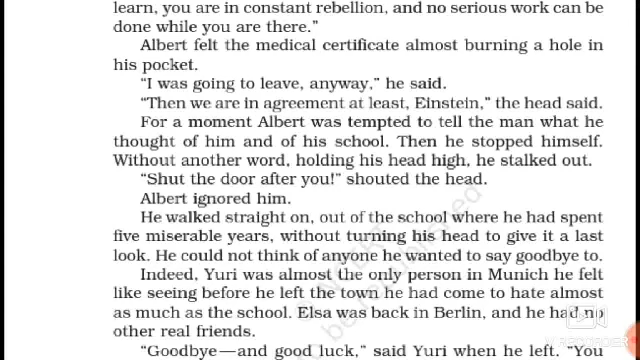 learn, you are in constant rebellion, and no serious work can be
done while you are there.”
Albert felt the medical certificate almost burning a hole in
his pocket.
“I was going to leave, anyway,” he said.
“Then we are in agreement at least, Einstein,” the head said.
For a moment Albert was tempted to tell the man what he
thought of him and of his school. Then he stopped himself.
Without another word, holding his head high, he stalked out.
“Shut the door after you!” shouted the head.
Albert ignored him.
He walked straight on, out of the school where he had spent
five miserable years, without turning his head to give it a last
look. He could not think of anyone he wanted to say goodbye to.
Indeed, Yuri was almost the only person in Munich he felt
like seeing before he left the town he had come to hate almost
as much as the school. Elsa was back in Berlin, and he had no
other real friends.
“Goodbye — and good luck,” said Yuri when he left. “You